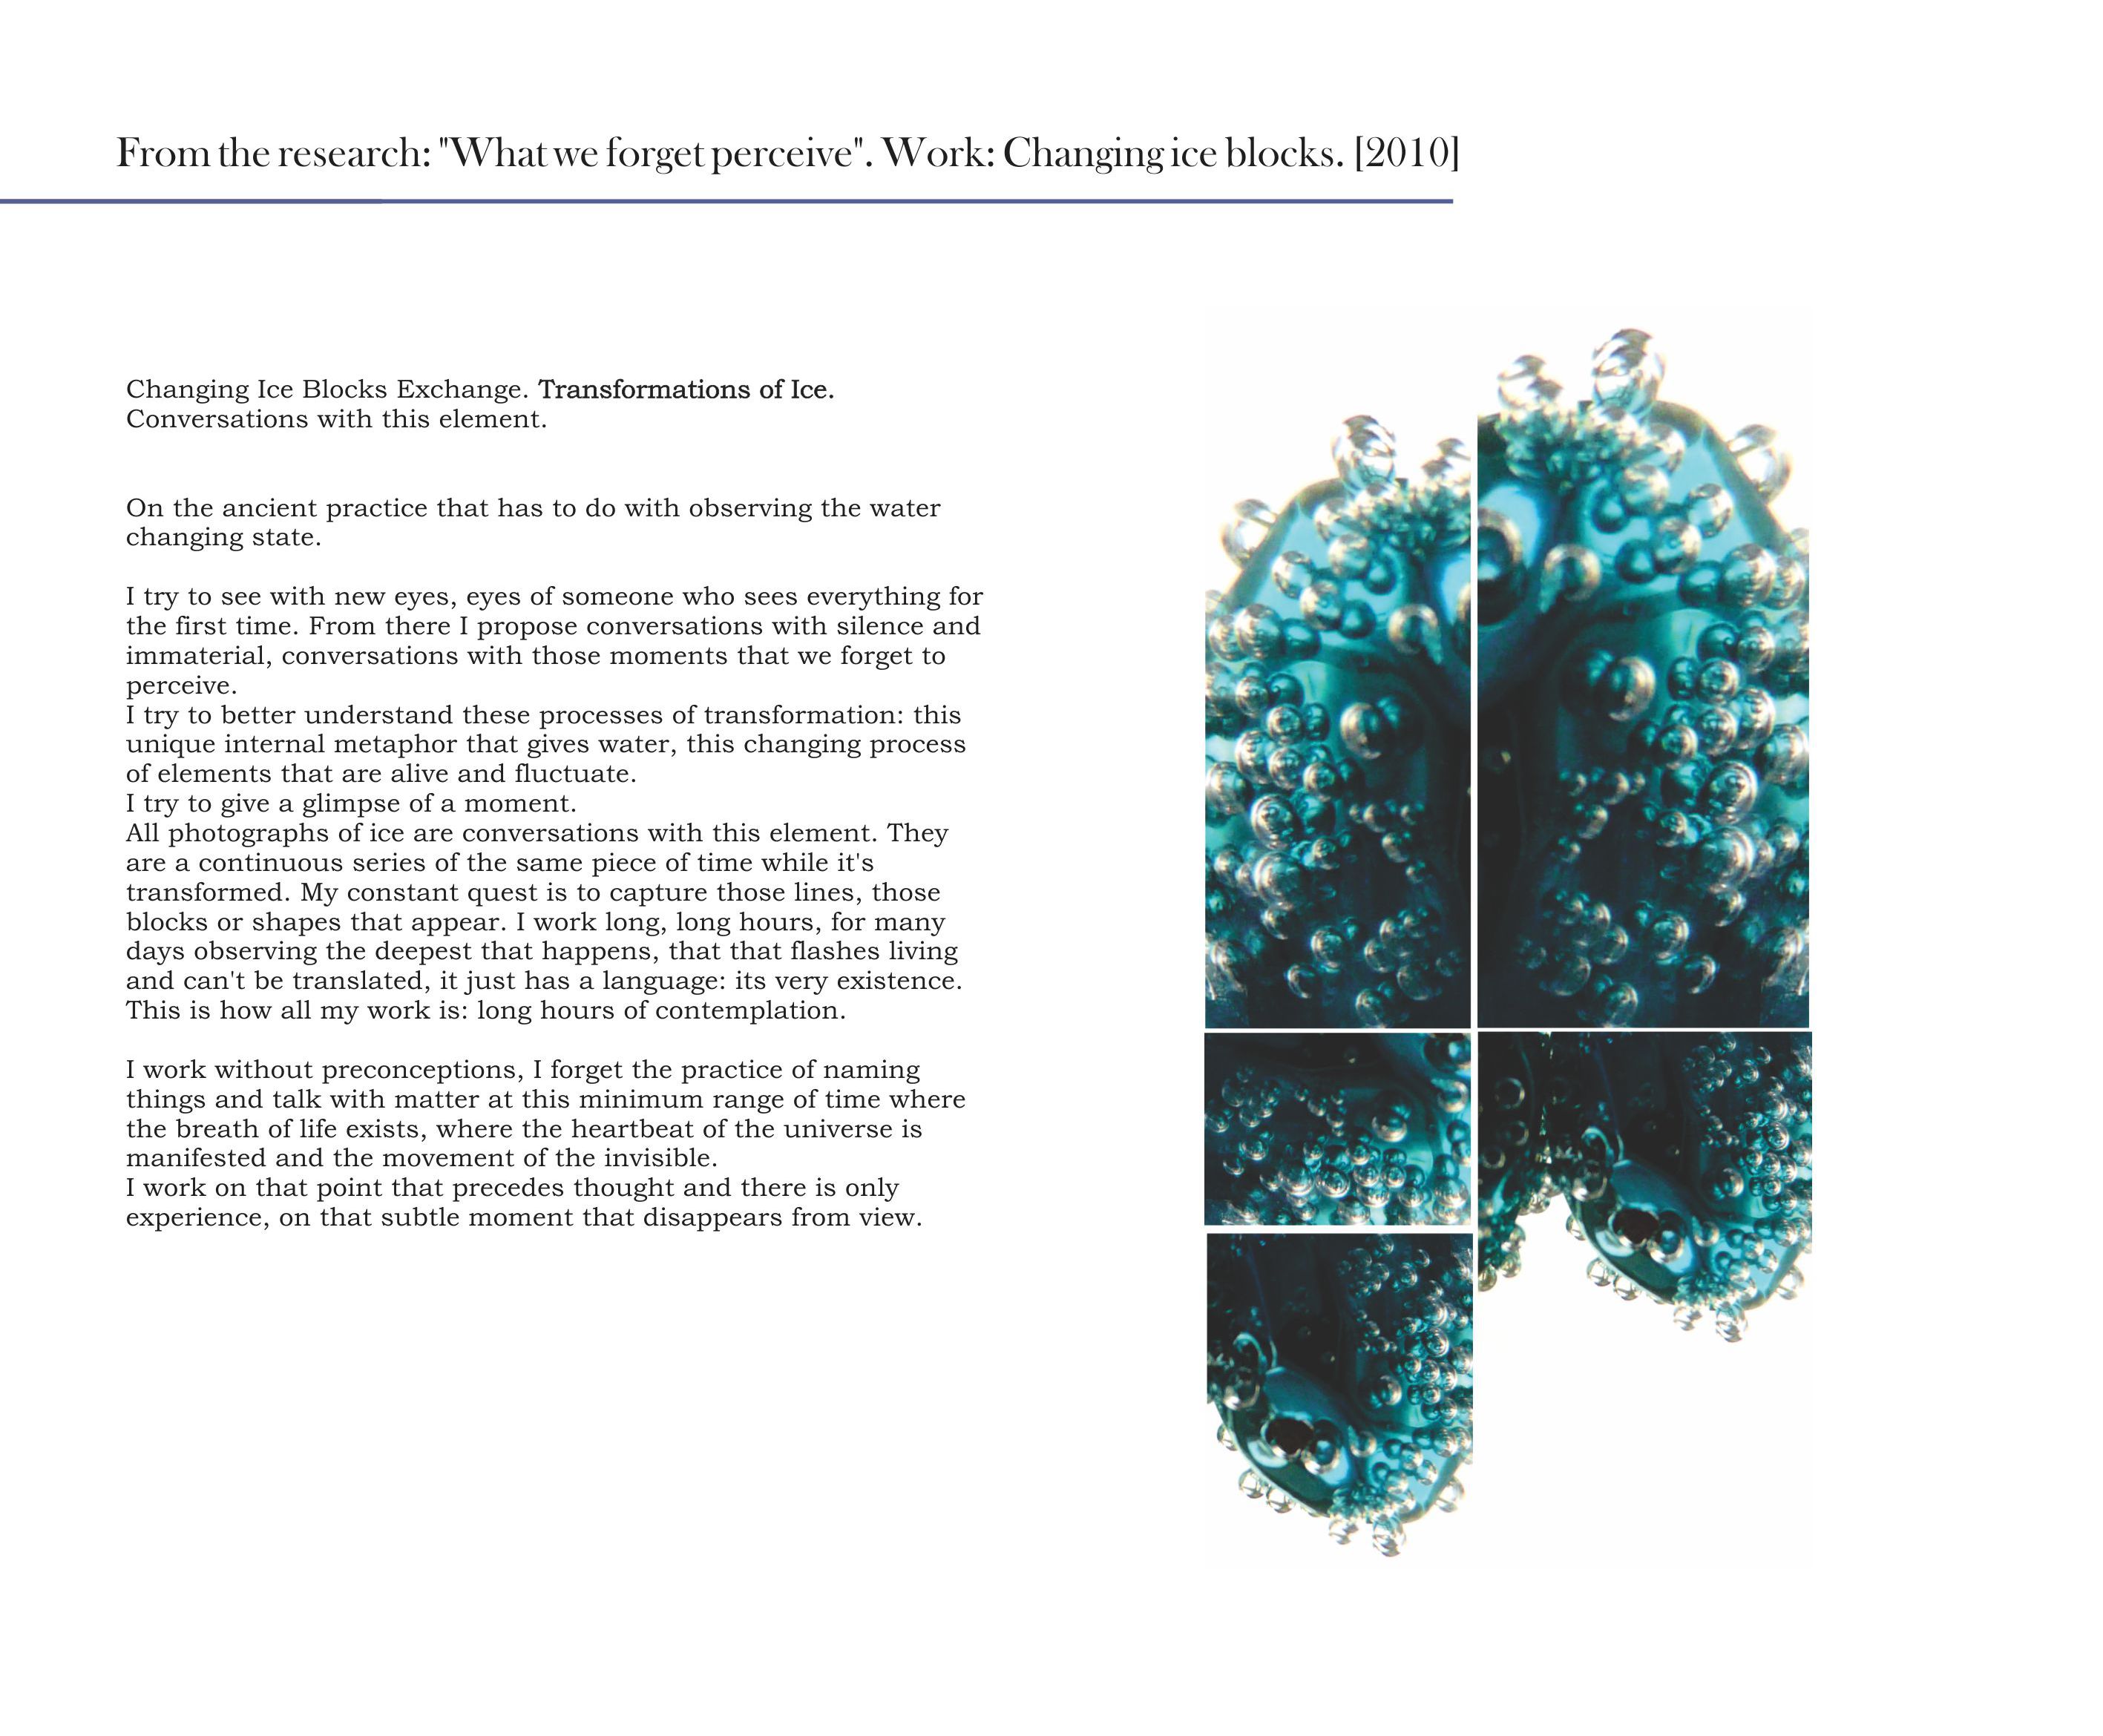 From the research: "What we forget perceive". Work: Changing ice blocks. [2010]
Changing Ice Blocks Exchange. Transformations of Ice.
Conversations with this element.
On the ancient practice that has to do with observing the water
changing state.
I try to see with new eyes, eyes of someone who sees everything for
the first time. From there I propose conversations with silence and
immaterial, conversations with those moments that we forget to
perceive.
I try to better understand these processes of transformation: this
unique internal metaphor that gives water, this changing process
of elements that are alive and fluctuate.
I try to give a glimpse of a moment.
All photographs of ice are conversations with this element. They
are a continuous series of the same piece of time while it's
transformed. My constant quest is to capture those lines, those
blocks or shapes that appear. I work long, long hours, for many
days observing the deepest that happens, that that flashes living
and can't be translated, it just has a language: its very existence.
This is how all my work is: long hours of contemplation.
I work without preconceptions, I forget the practice of naming
things and talk with matter at this minimum range of time where
the breath of life exists, where the heartbeat of the universe is
manifested and the movement of the invisible.
I work on that point that precedes thought and there is only
experience, on that subtle moment that disappears from view.